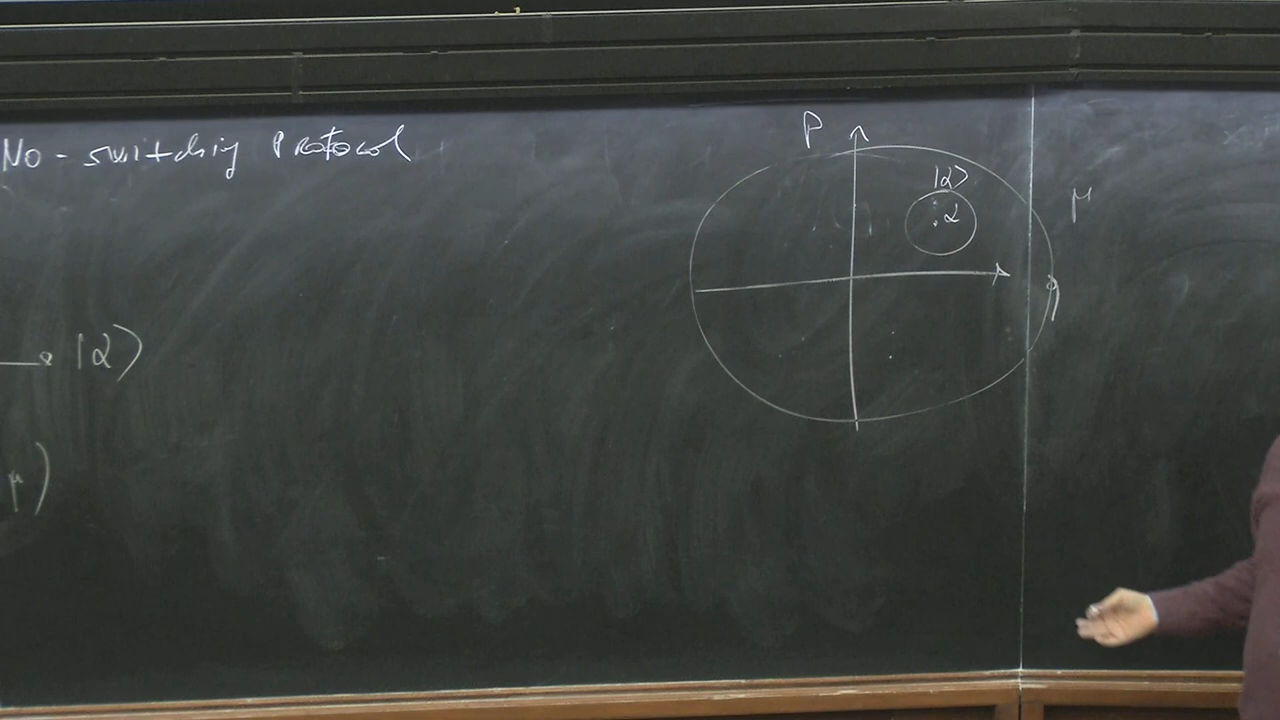 No-switching Protocol
P
|α>
α
μ
q
|α>
μ)